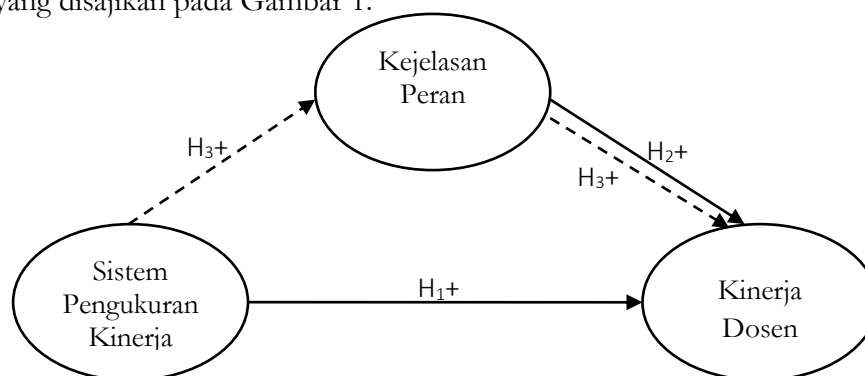 yang disajikan pada Gambar 1.
Kejelasan
Peran
H₃+
H₂+
H₃+
Sistem
Pengukuran
Kinerja
H₁+
Kinerja
Dosen